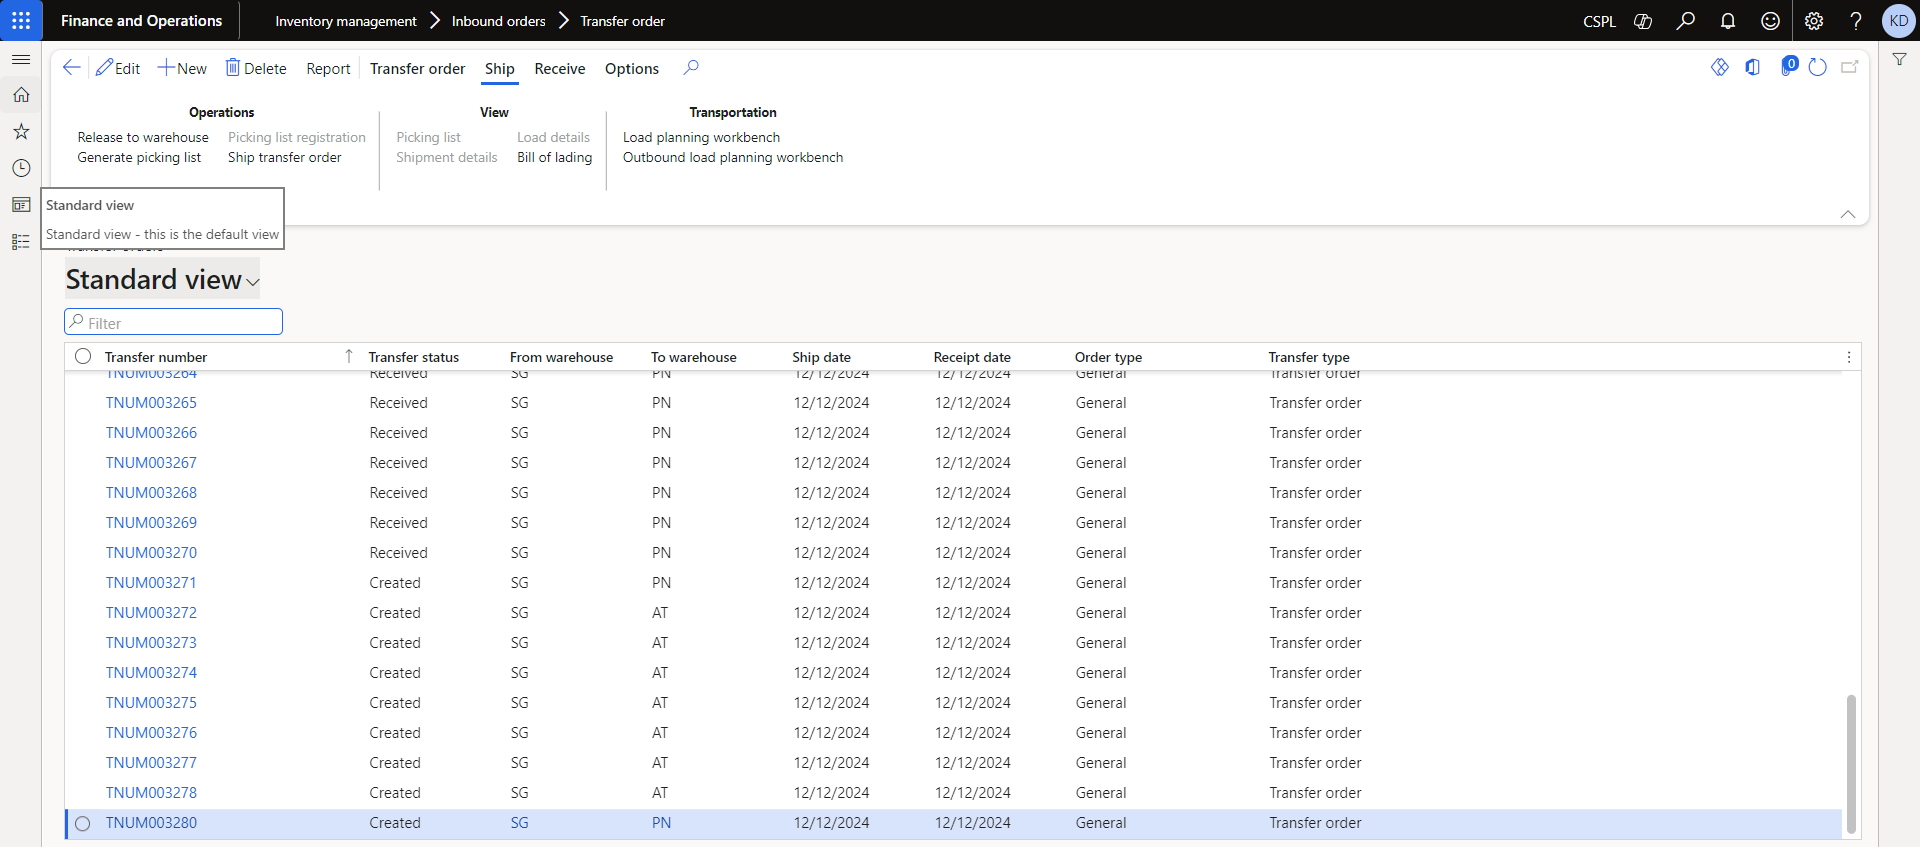 Finance and Operations Inventory management Inbound orders Transfer order CSPL ? KD
Edit New Delete Report Transfer order Ship Receive Options 0
Operations View Transportation
Release to warehouse Picking list registration Picking list Load details Load planning workbench
Generate picking list Ship transfer order Shipment details Bill of lading Outbound load planning workbench
Standard view
Standard view - this is the default view
Standard view
Filter
Transfer number Transfer status From warehouse To warehouse Ship date Receipt date Order type Transfer type
TNUM003264 Received SG PN 12/12/2024 12/12/2024 General Transfer order
TNUM003265 Received SG PN 12/12/2024 12/12/2024 General Transfer order
TNUM003266 Received SG PN 12/12/2024 12/12/2024 General Transfer order
TNUM003267 Received SG PN 12/12/2024 12/12/2024 General Transfer order
TNUM003268 Received SG PN 12/12/2024 12/12/2024 General Transfer order
TNUM003269 Received SG PN 12/12/2024 12/12/2024 General Transfer order
TNUM003270 Received SG PN 12/12/2024 12/12/2024 General Transfer order
TNUM003271 Created SG PN 12/12/2024 12/12/2024 General Transfer order
TNUM003272 Created SG AT 12/12/2024 12/12/2024 General Transfer order
TNUM003273 Created SG AT 12/12/2024 12/12/2024 General Transfer order
TNUM003274 Created SG AT 12/12/2024 12/12/2024 General Transfer order
TNUM003275 Created SG AT 12/12/2024 12/12/2024 General Transfer order
TNUM003276 Created SG AT 12/12/2024 12/12/2024 General Transfer order
TNUM003277 Created SG AT 12/12/2024 12/12/2024 General Transfer order
TNUM003278 Created SG AT 12/12/2024 12/12/2024 General Transfer order
TNUM003280 Created SG PN 12/12/2024 12/12/2024 General Transfer order